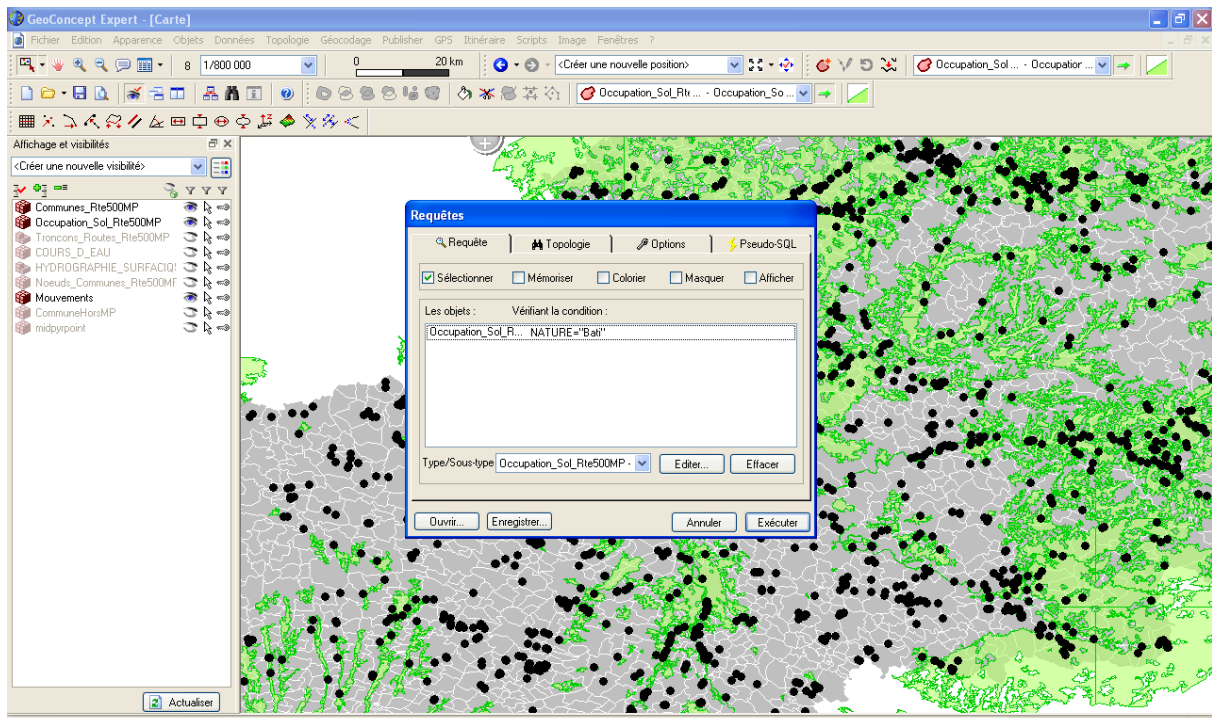 GeoConcept Expert - [Carte]
Fichier Edition Apparence Objets Données Topologie Géocodage Publisher GPS Itinéraire Scripts Image Fenêtres ?
8 1/800 000 0 20 km <Créer une nouvelle position> Occupation_Sol ... - Occupatior ...
Occupation_Sol_Rte... - Occupation_So ...
Affichage et visibilités
<Créer une nouvelle visibilité>
Communes_Rte500MP
Occupation_Sol_Rte500MP
Troncons_Routes_Rte500MP
COURS_D_EAU
HYDROGRAPHIE_SURFACIQ
Noeuds_Communes_Rte500MF
Mouvements
CommuneHorsMP
midpyrpoint
Actualiser
Requêtes
Requête Topologie Options Pseudo-SQL
Sélectionner Mémoriser Colorier Masquer Afficher
Les objets : Vérifiant la condition :
Occupation_Sol_R... NATURE="Bati"
Type/Sous-type Occupation_Sol_Rte500MP - Editer... Effacer
Ouvrir... Enregistrer... Annuler Exécuter